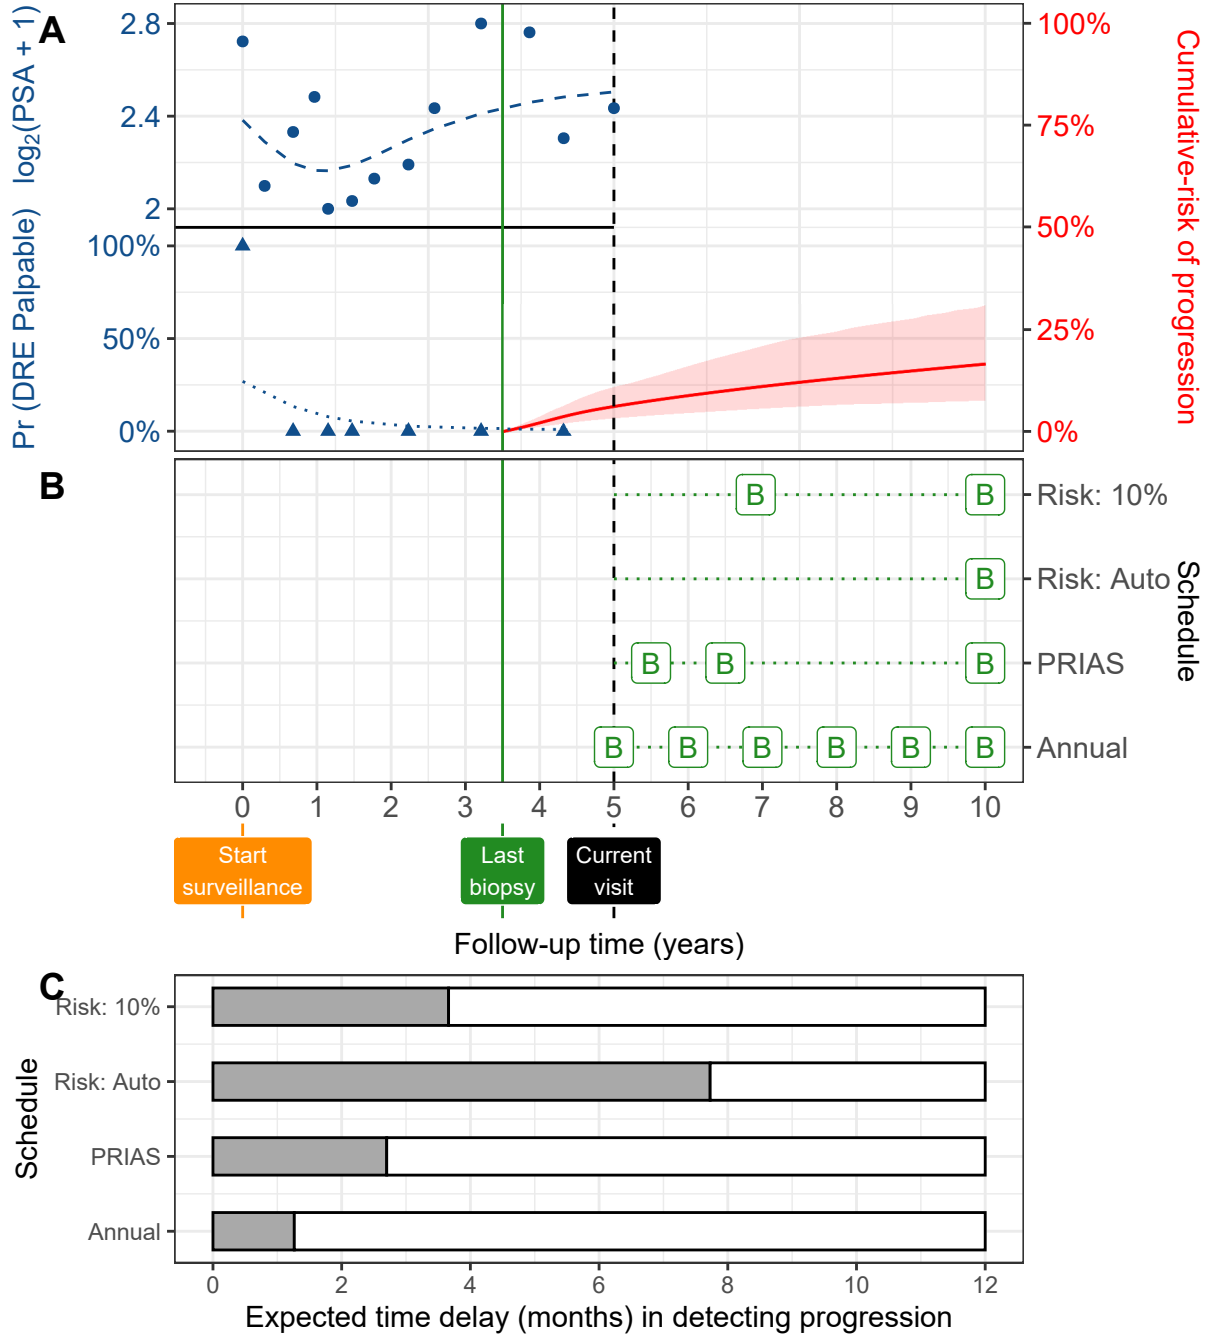 A
log₂(PSA + 1)
2.8
2.4
2
Pr (DRE Palpable)
100%
50%
0%
100%
75%
50%
25%
0%
Cumulative-risk of progression
B
B B Risk: 10%
B Risk: Auto
B B B PRIAS
B B B B B B Annual
Schedule
0 1 2 3 4 5 6 7 8 9 10
Start
surveillance
Last
biopsy
Current
visit
Follow-up time (years)
C
Schedule
Risk: 10%
Risk: Auto
PRIAS
Annual
0 2 4 6 8 10 12
Expected time delay (months) in detecting progression